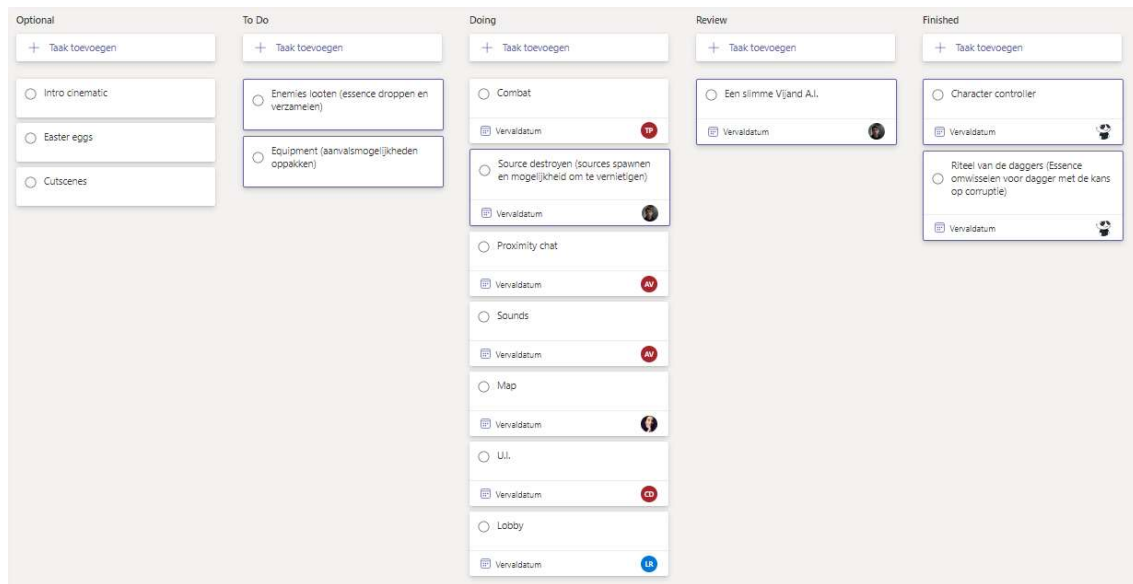 Optional
+ Taak toevoegen
Intro cinematic
Easter eggs
Cutscenes
To Do
+ Taak toevoegen
Enemies looten (essence droppen en
verzamelen)
Equipment (aanvalsmogelijkheden
oppakken)
Doing
+ Taak toevoegen
Combat
Vervaldatum
TP
Source destroyen (sources spawnen
en mogelijkheid om te vernietigen)
Vervaldatum
Proximity chat
Vervaldatum
AV
Sounds
Vervaldatum
AV
Map
Vervaldatum
U.I.
Vervaldatum
CD
Lobby
Vervaldatum
LR
Review
+ Taak toevoegen
Een slimme Vijand A.I.
Vervaldatum
Finished
+ Taak toevoegen
Character controller
Vervaldatum
Riteel van de daggers (Essence
omwisselen voor dagger met de kans
op corruptie)
Vervaldatum